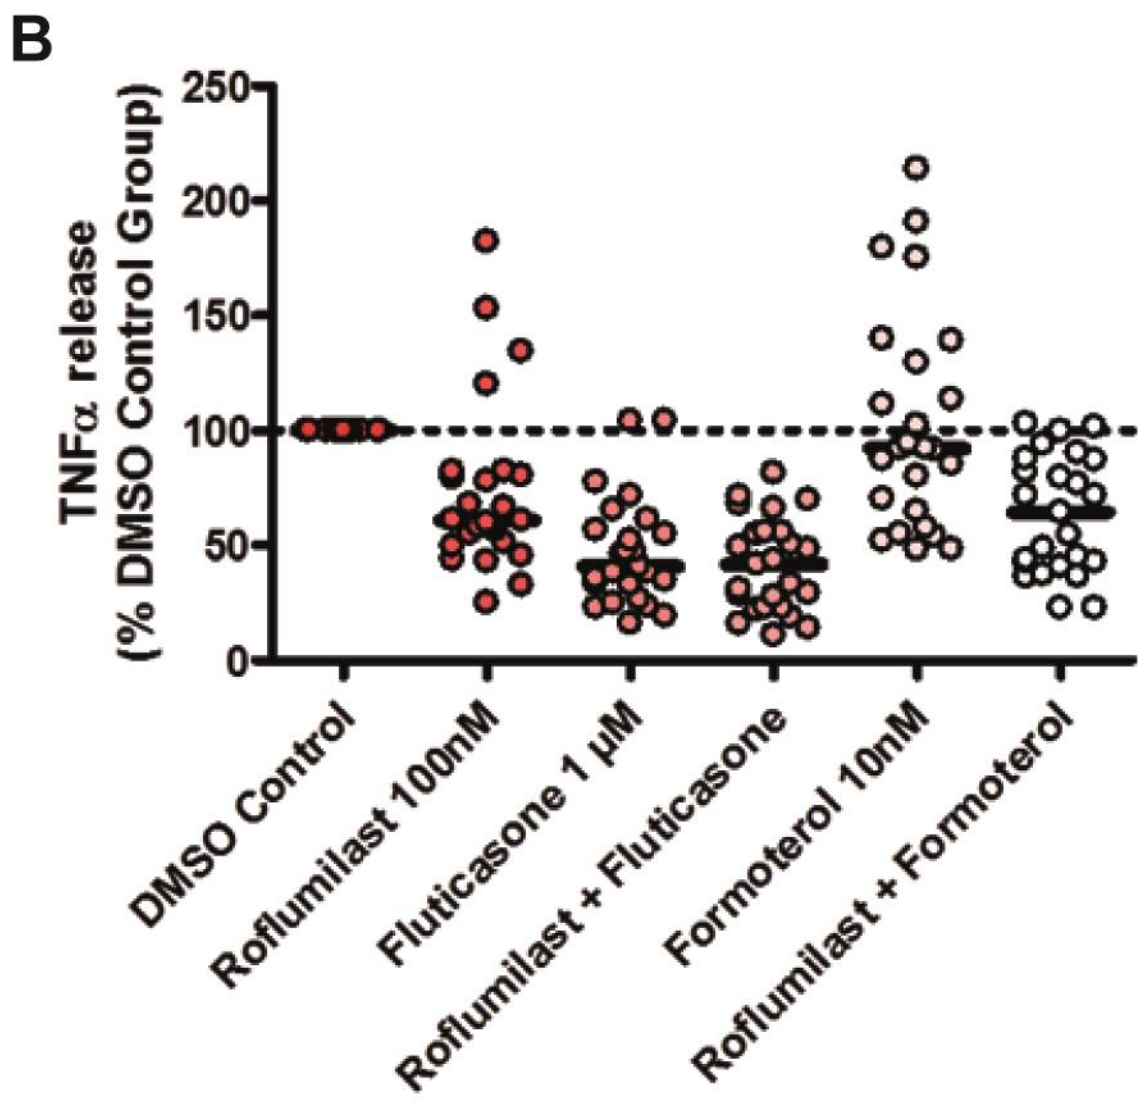 B
TNFα release
(% DMSO Control Group)
250
200
150
100
50
0
DMSO Control
Roflumilast 100nM
Fluticasone 1 µM
Roflumilast + Fluticasone
Formoterol 10nM
Roflumilast + Formoterol